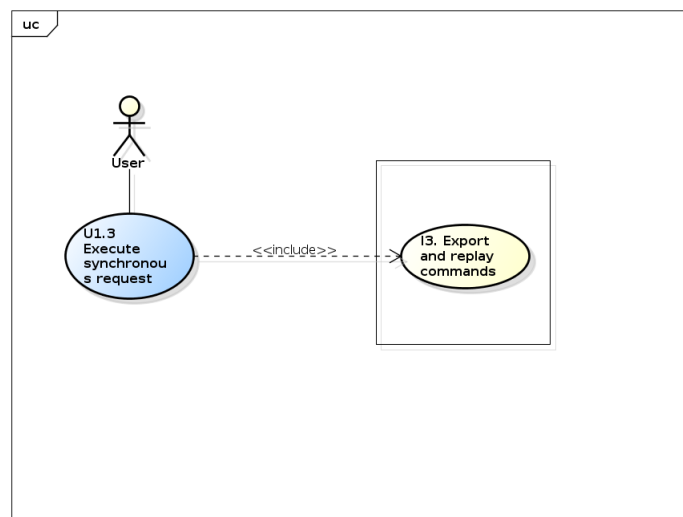 uc
User
U1.3
Execute
synchronou
s request
<<include>>
I3. Export
and replay
commands